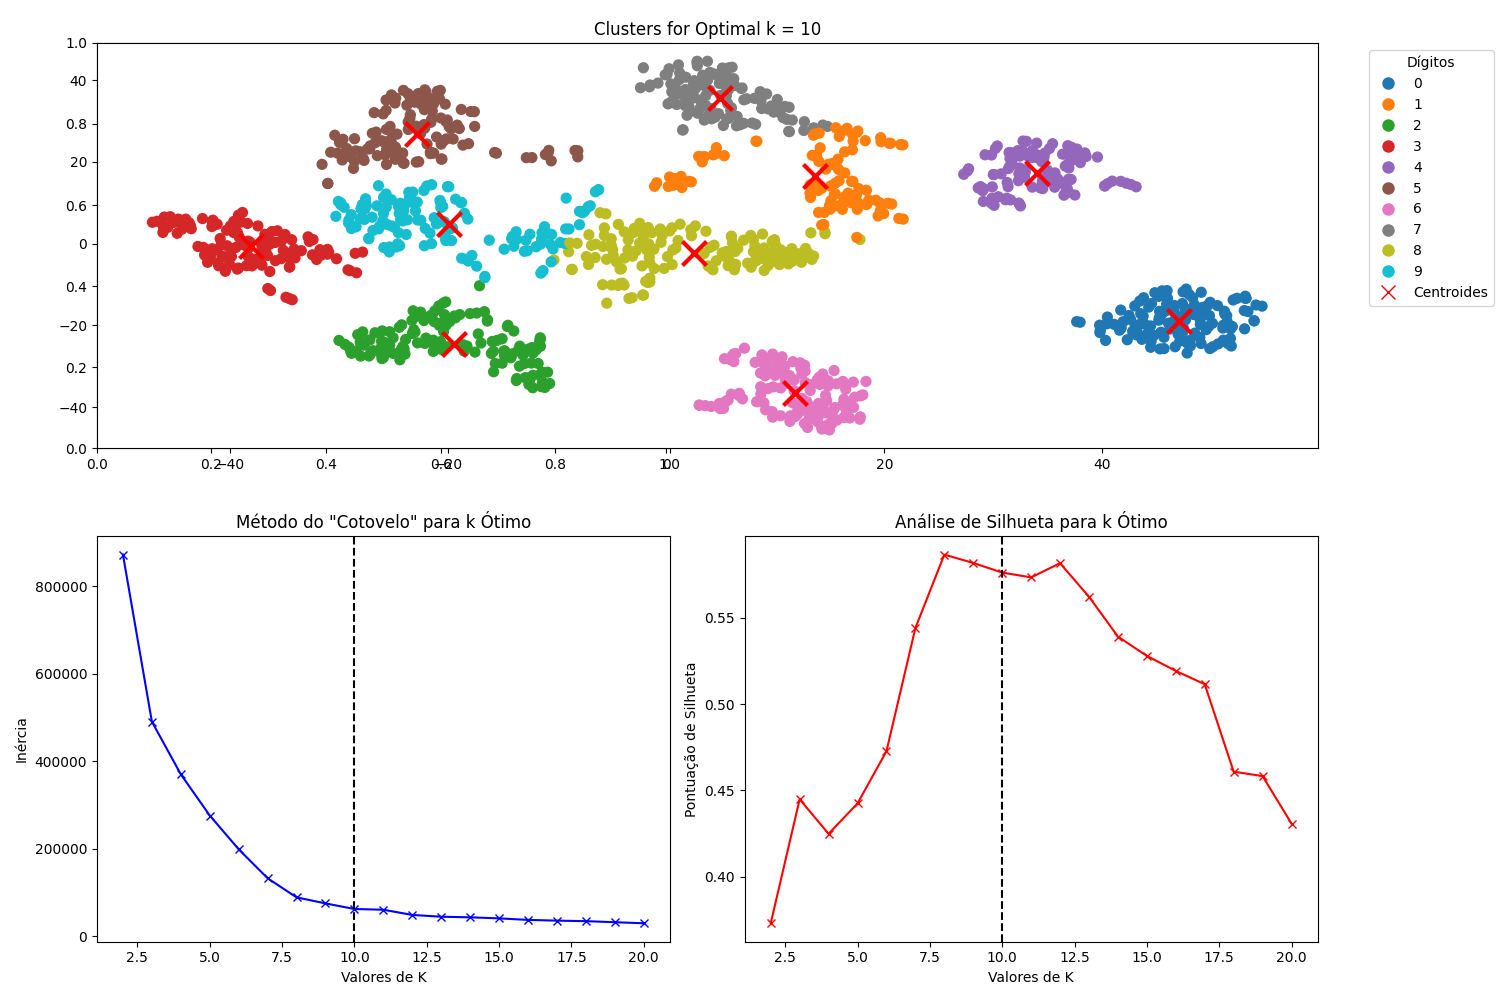 Clusters for Optimal k = 10
1.0
40
0.8
20
0.6
0
0.4
−20
0.2
−40
0.0
0.0 0.2 −40 0.4 0.6 −20 0.8 1.0 0 20 40
Dígitos
0
1
2
3
4
5
6
7
8
9
Centroides
Método do "Cotovelo" para k Ótimo
800000
600000
400000
200000
0
Inércia
2.5 5.0 7.5 10.0 12.5 15.0 17.5 20.0
Valores de K
Análise de Silhueta para k Ótimo
0.55
0.50
0.45
0.40
Pontuação de Silhueta
2.5 5.0 7.5 10.0 12.5 15.0 17.5 20.0
Valores de K